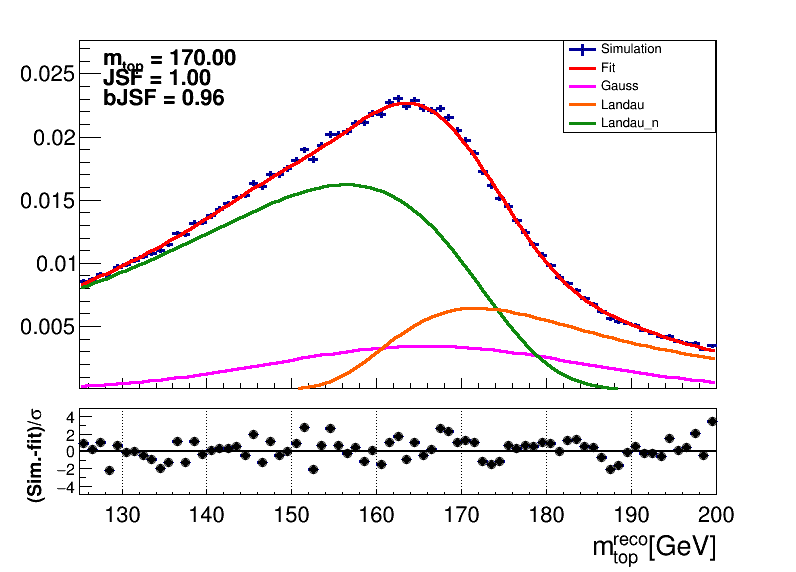 m_top = 170.00
JSF = 1.00
bJSF = 0.96
Simulation
Fit
Gauss
Landau
Landau_n
0.025
0.02
0.015
0.01
0.005
(Sim.-fit)/σ
4
2
0
−2
−4
130 140 150 160 170 180 190 200
m_top^reco [GeV]